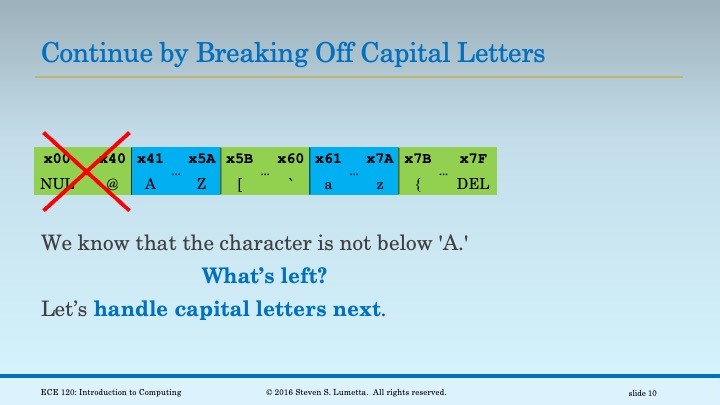 Continue by Breaking Off Capital Letters
x00 x40 x41 x5A x5B x60 x61 x7A x7B x7F
... ... ... ...
NUL @ A Z [ ` a z { DEL
We know that the character is not below 'A.'
What’s left?
Let’s handle capital letters next.
ECE 120: Introduction to Computing © 2016 Steven S. Lumetta. All rights reserved. slide 10